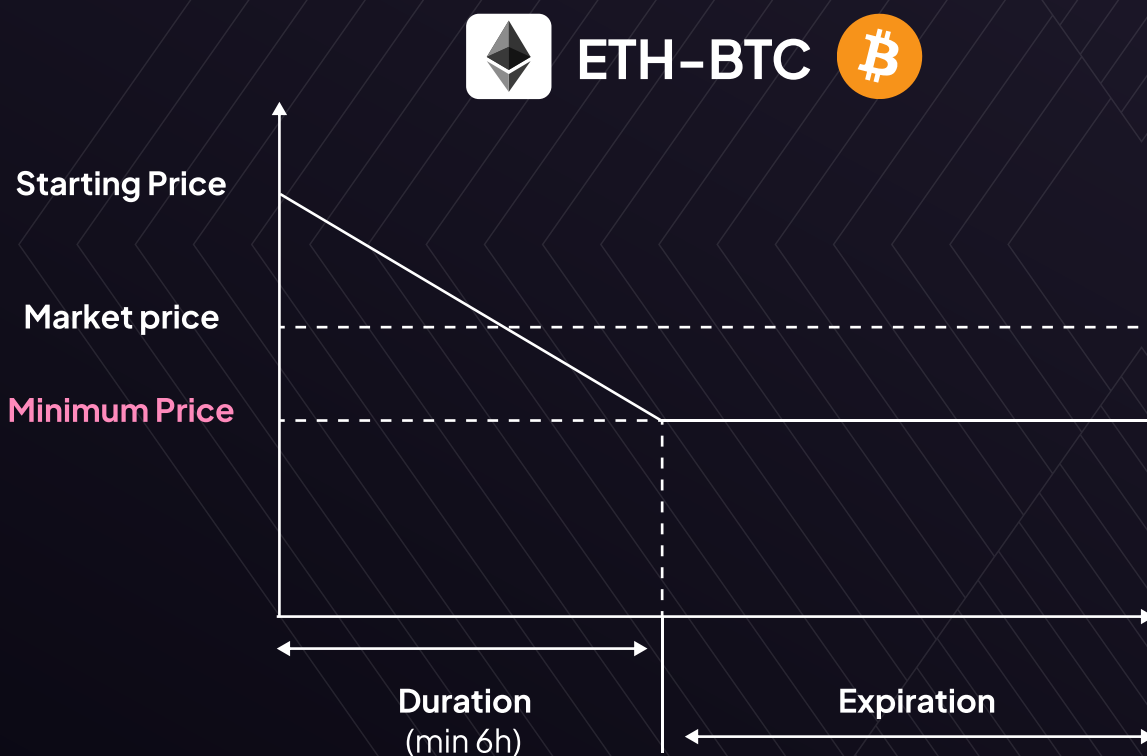 ETH-BTC
Starting Price
Market price
Minimum Price
Duration
(min 6h)
Expiration